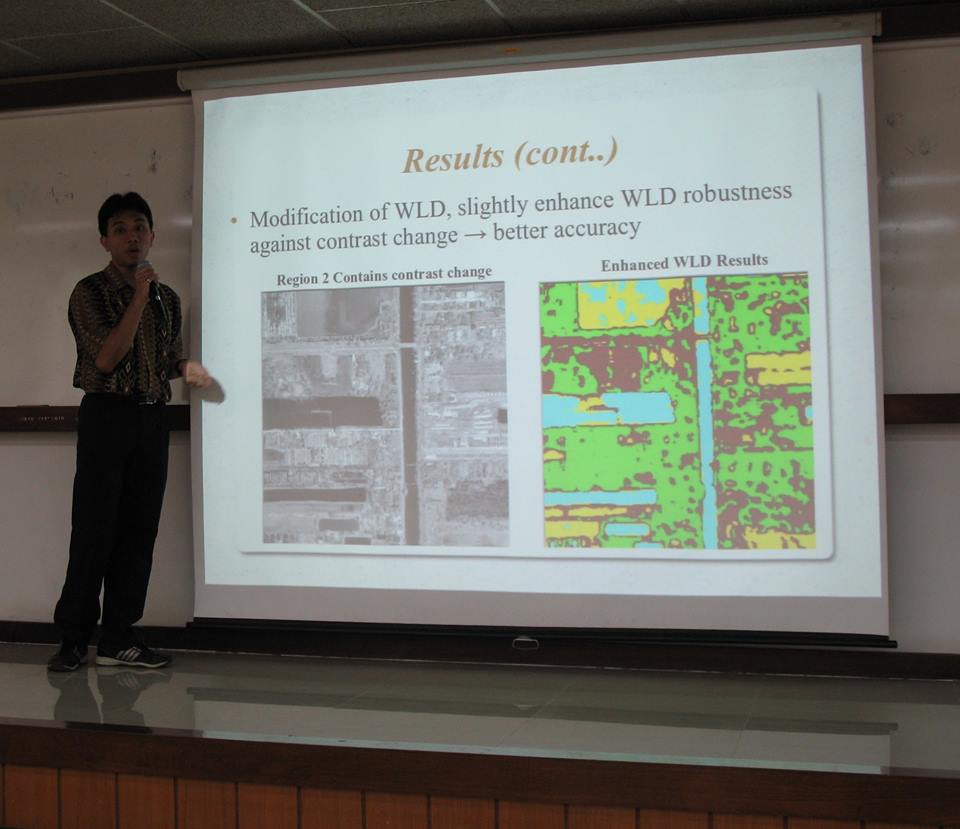 Results (cont..)
• Modification of WLD, slightly enhance WLD robustness
against contrast change → better accuracy
Region 2 Contains contrast change
Enhanced WLD Results